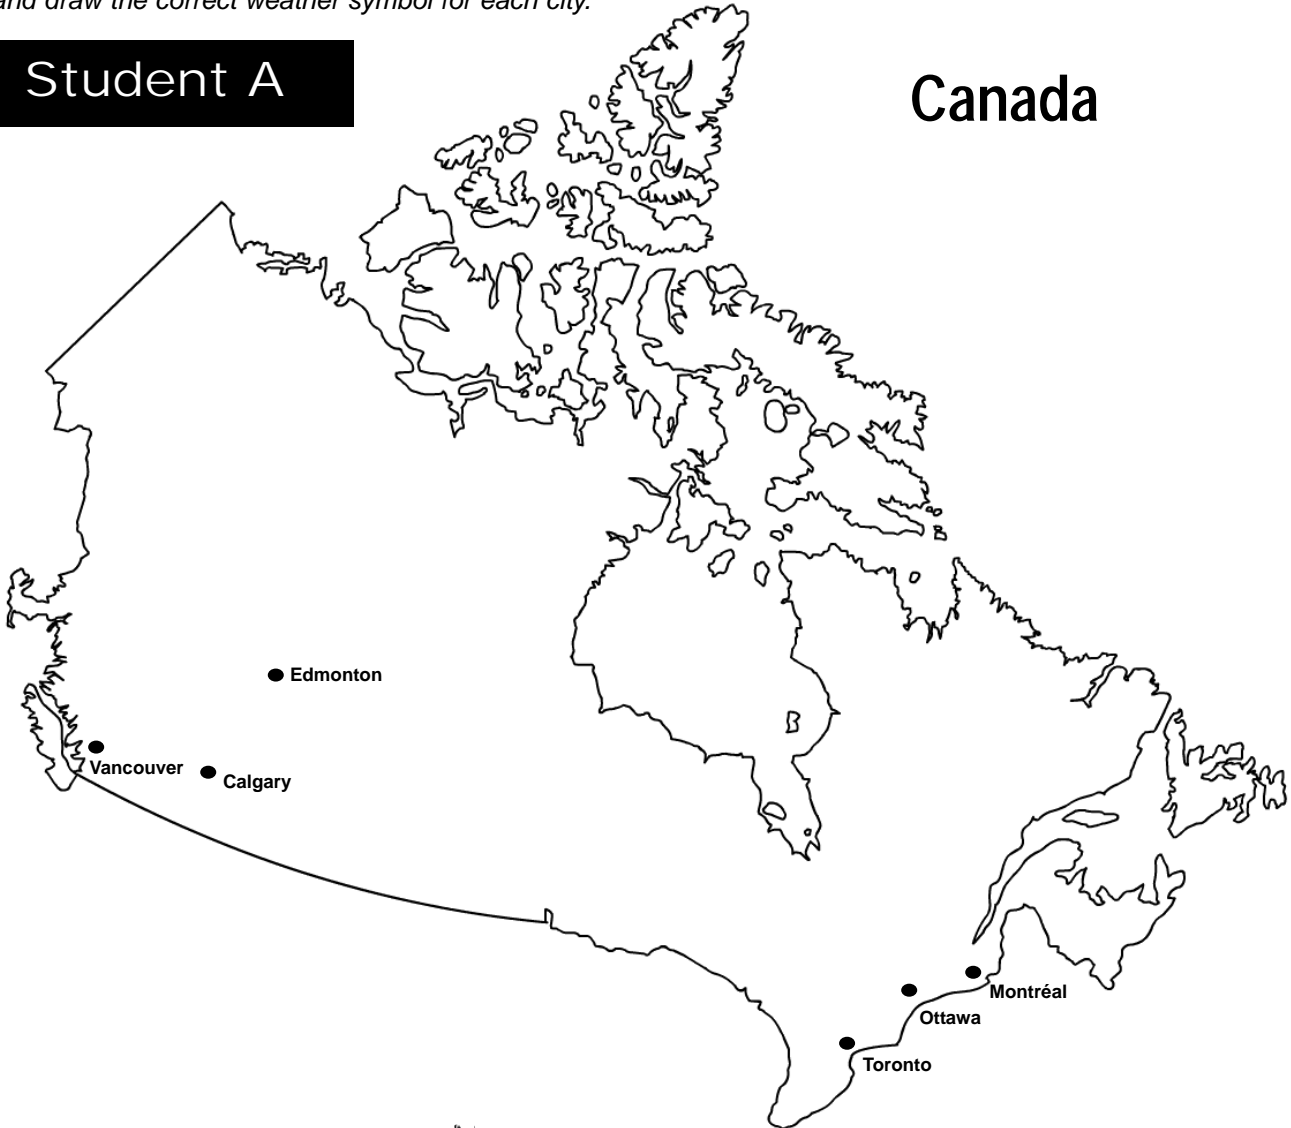 and draw the correct weather symbol for each city.
Student A
Canada
Edmonton
Vancouver
Calgary
Montréal
Ottawa
Toronto